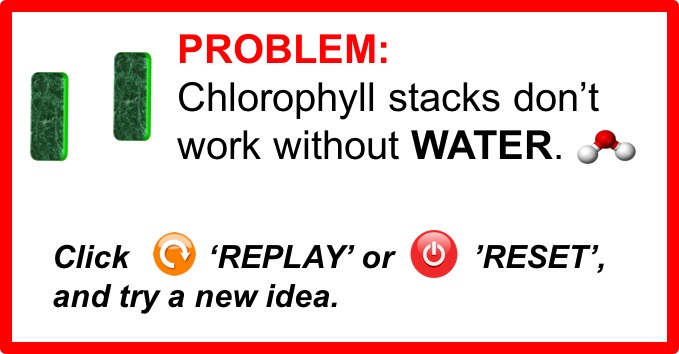 PROBLEM:
Chlorophyll stacks don’t
work without WATER.
Click ‘REPLAY’ or ’RESET’,
and try a new idea.